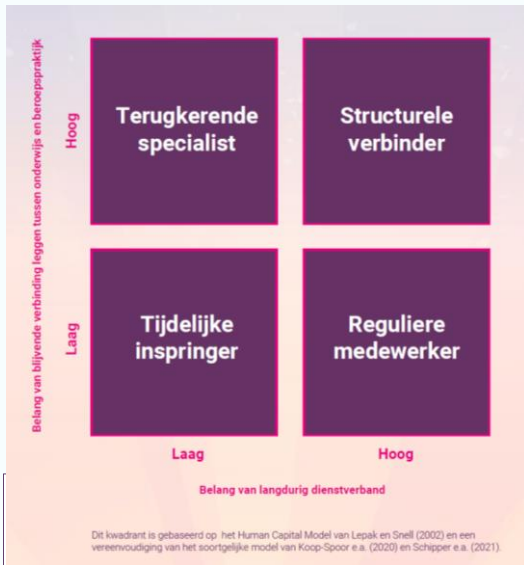 Belang van blijvende verbinding leggen tussen onderwijs en beroepspraktijk
Hoog
Terugkerende
specialist
Structurele
verbinder
Laag
Tijdelijke
inspringer
Reguliere
medewerker
Laag
Hoog
Belang van langdurig dienstverband
Dit kwadrant is gebaseerd op het Human Capital Model van Lepak en Snell (2002) en een
vereenvoudiging van het soortgelijke model van Koop-Spoor e.a. (2020) en Schipper e.a. (2021).